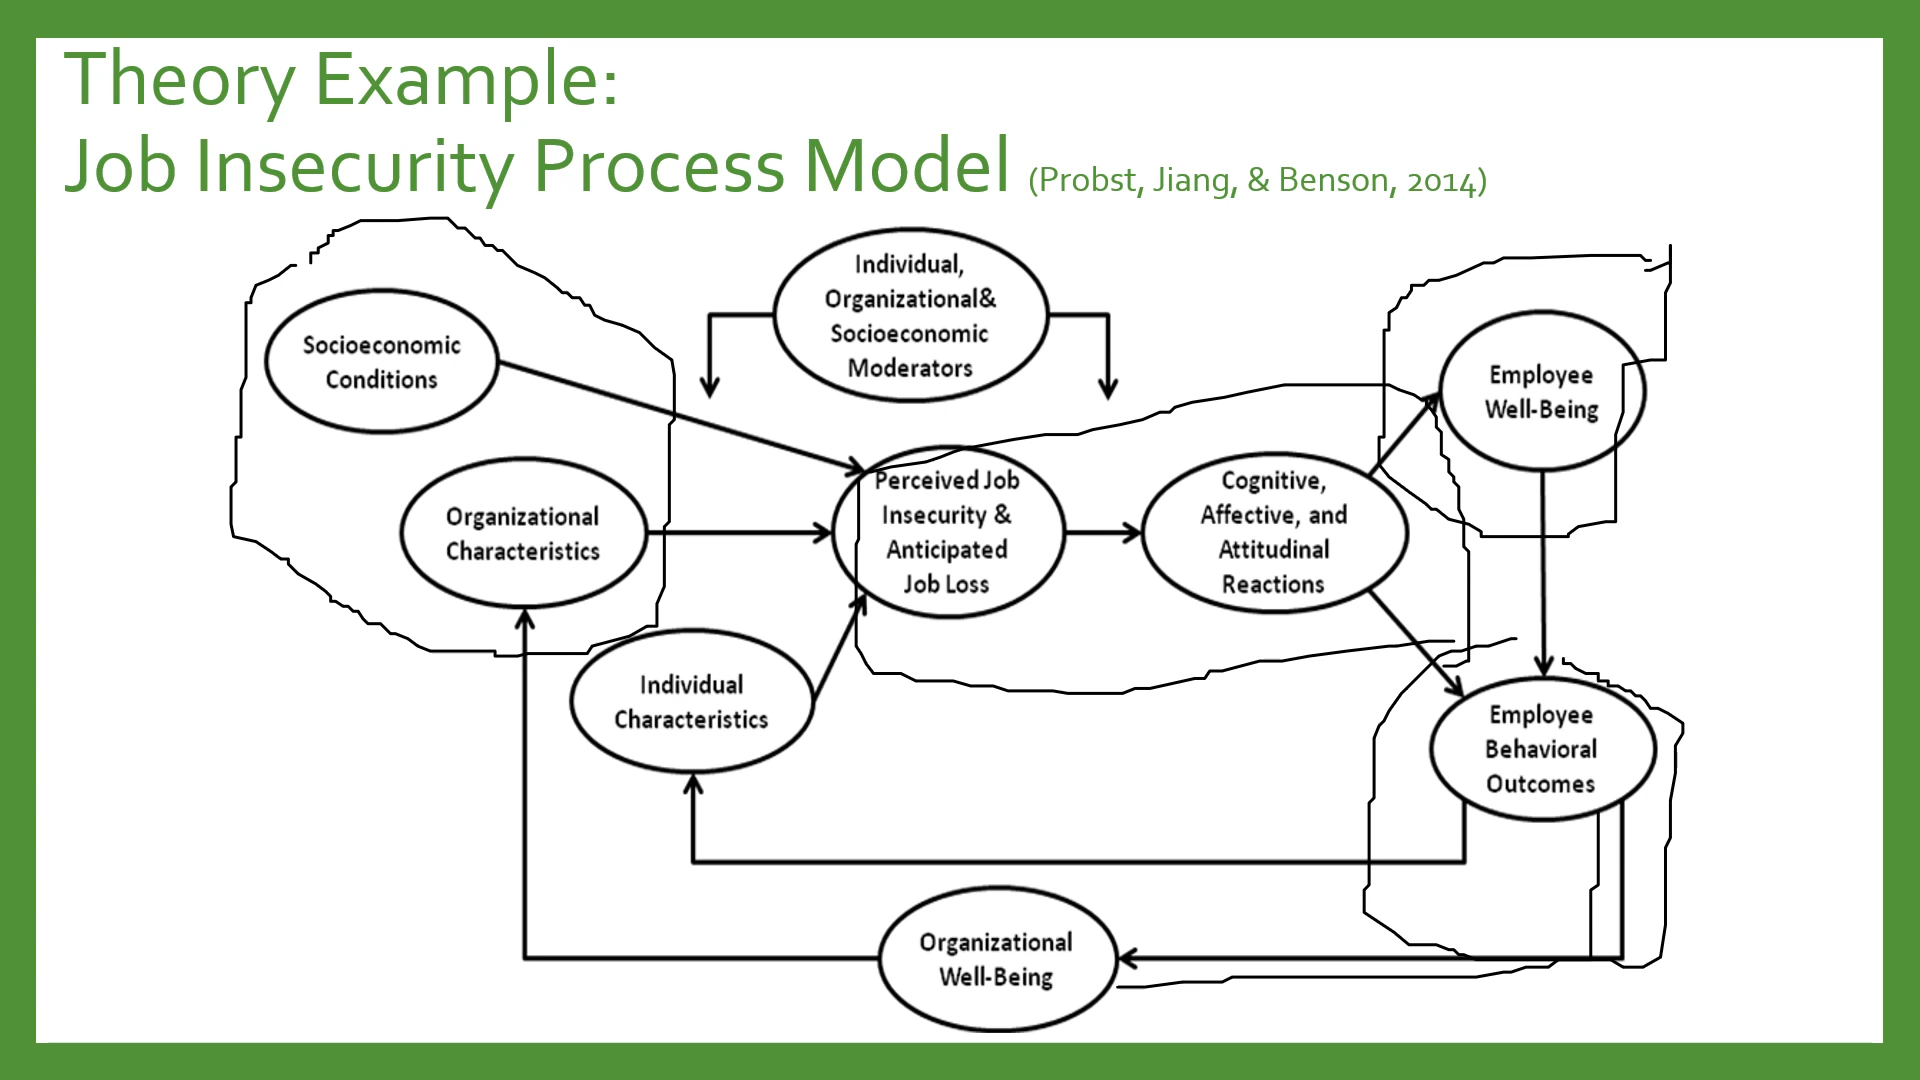 Theory Example:
Job Insecurity Process Model (Probst, Jiang, & Benson, 2014)
Individual,
Organizational&
Socioeconomic
Moderators
Socioeconomic
Conditions
Employee
Well-Being
Organizational
Characteristics
Perceived Job
Insecurity &
Anticipated
Job Loss
Cognitive,
Affective, and
Attitudinal
Reactions
Individual
Characteristics
Employee
Behavioral
Outcomes
Organizational
Well-Being